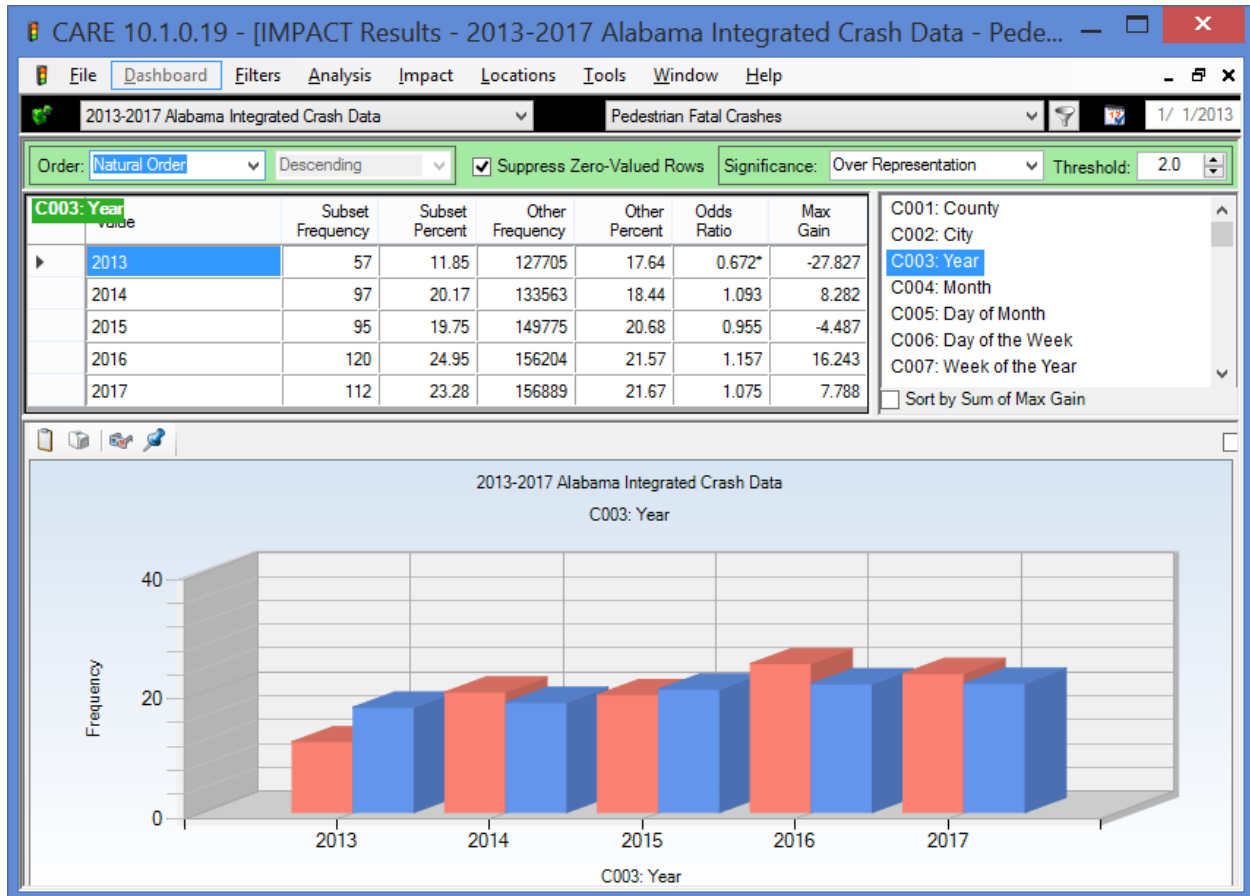 CARE 10.1.0.19 - [IMPACT Results - 2013-2017 Alabama Integrated Crash Data - Pede...
File Dashboard Filters Analysis Impact Locations Tools Window Help
2013-2017 Alabama Integrated Crash Data Pedestrian Fatal Crashes 12 1/ 1/2013
Order: Natural Order Descending Suppress Zero-Valued Rows Significance: Over Representation Threshold: 2.0
C003: Year
Value Subset Frequency Subset Percent Other Frequency Other Percent Odds Ratio Max Gain
2013 57 11.85 127705 17.64 0.672* -27.827
2014 97 20.17 133563 18.44 1.093 8.282
2015 95 19.75 149775 20.68 0.955 -4.487
2016 120 24.95 156204 21.57 1.157 16.243
2017 112 23.28 156889 21.67 1.075 7.788
C001: County
C002: City
C003: Year
C004: Month
C005: Day of Month
C006: Day of the Week
C007: Week of the Year
Sort by Sum of Max Gain
2013-2017 Alabama Integrated Crash Data
C003: Year
Frequency
40
20
0
2013 2014 2015 2016 2017
C003: Year